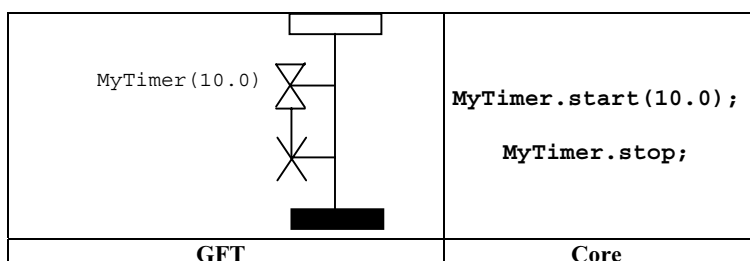 MyTimer(10.0)
MyTimer.start(10.0);
MyTimer.stop;
GFT
Core